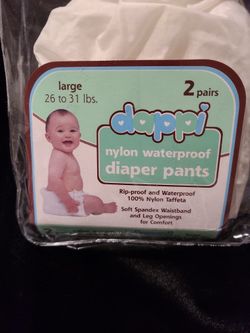 large
2 pairs
26 to 31 lbs.
dappi
nylon waterproof
diaper pants
Rip-proof and Waterproof
100% Nylon Taffeta
Soft Spandex Waistband
and Leg Openings
for Comfort